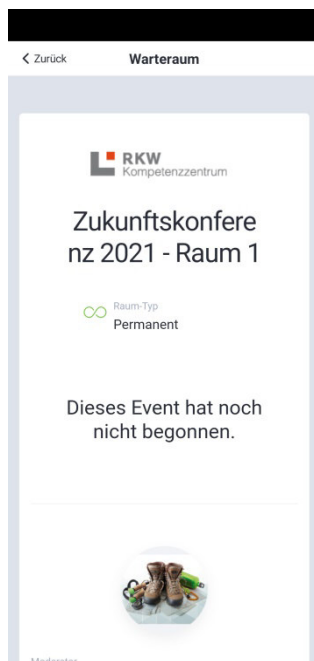 Zurück Warteraum
RKW
Kompetenzzentrum
Zukunftskonfere
nz 2021 - Raum 1
Raum-Typ
Permanent
Dieses Event hat noch
nicht begonnen.